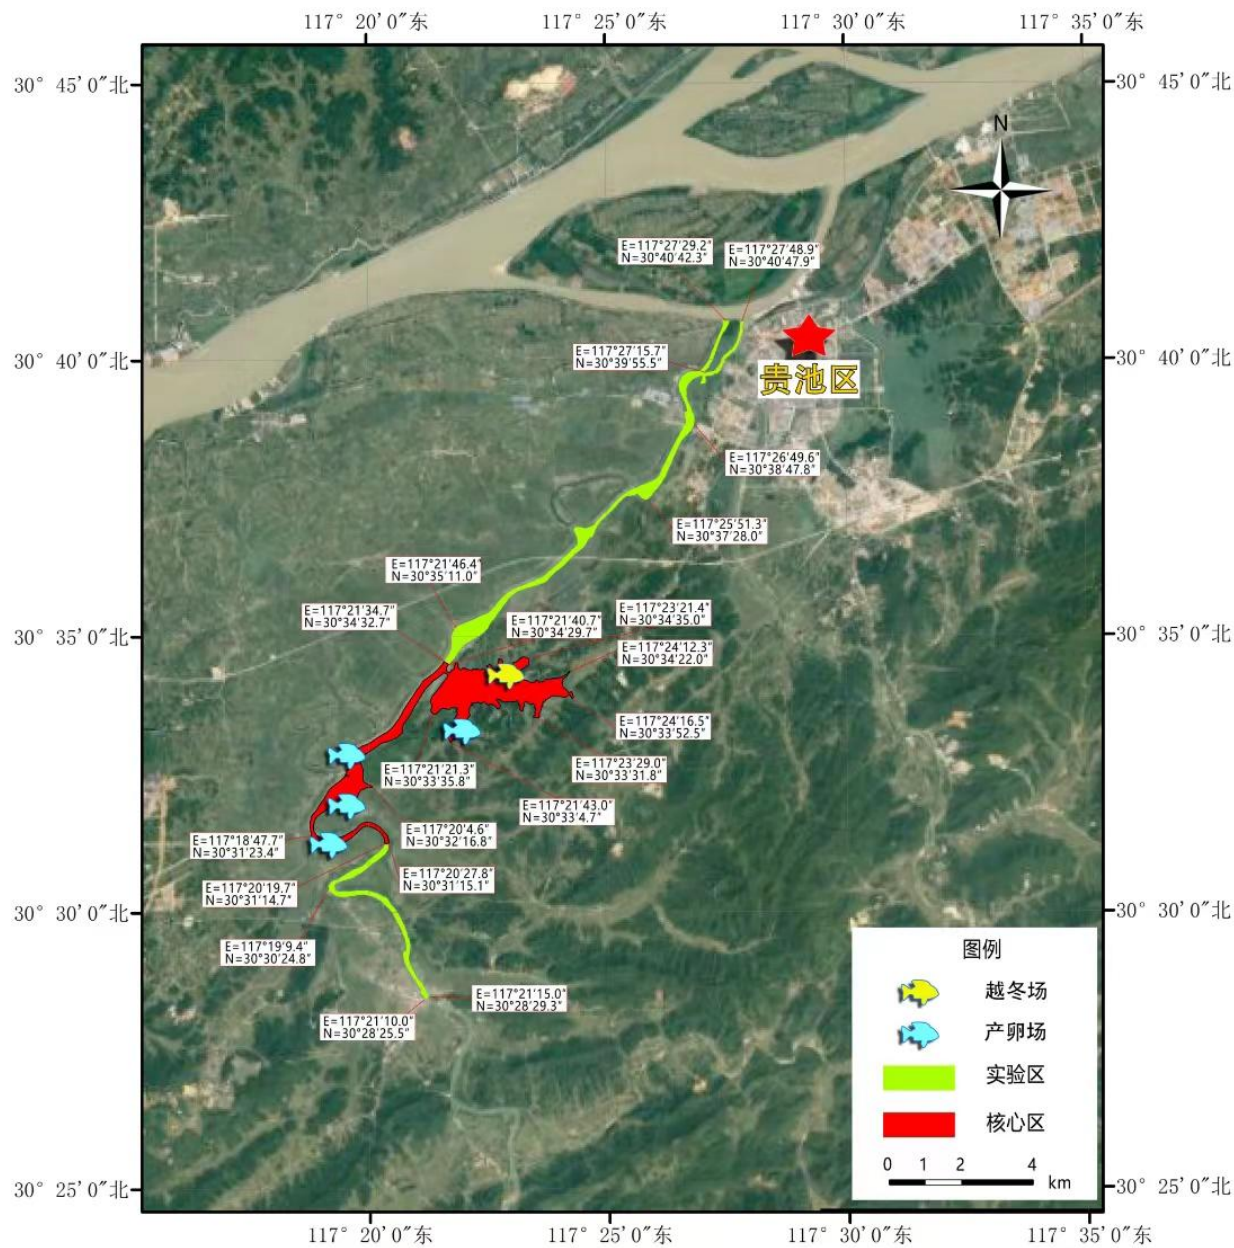 117° 20′0″东
117° 25′0″东
117° 30′0″东
117° 35′0″东
30° 45′0″北
30° 45′0″北
N
E=117°27′29.2″
N=30°40′42.3″
E=117°27′48.9″
N=30°40′47.9″
E=117°27′15.7″
N=30°39′55.5″
30° 40′0″北
30° 40′0″北
贵池区
E=117°26′49.6″
N=30°38′47.8″
E=117°25′51.3″
N=30°37′28.0″
E=117°21′46.4″
N=30°35′11.0″
E=117°21′34.7″
N=30°34′32.7″
E=117°21′40.7″
N=30°34′29.7″
E=117°23′21.4″
N=30°34′35.0″
30° 35′0″北
30° 35′0″北
E=117°24′12.3″
N=30°34′22.0″
E=117°24′16.5″
N=30°33′52.5″
E=117°21′21.3″
N=30°33′35.8″
E=117°23′29.0″
N=30°33′31.8″
E=117°21′43.0″
N=30°33′4.7″
E=117°18′47.7″
N=30°31′23.4″
E=117°20′4.6″
N=30°32′16.8″
E=117°20′19.7″
N=30°31′14.7″
E=117°20′27.8″
N=30°31′15.1″
30° 30′0″北
30° 30′0″北
E=117°19′9.4″
N=30°30′24.8″
E=117°21′15.0″
N=30°28′29.3″
E=117°21′10.0″
N=30°28′25.5″
图例
越冬场
产卵场
实验区
核心区
0 1 2 4
km
30° 25′0″北
30° 25′0″北
117° 20′0″东
117° 25′0″东
117° 30′0″东
117° 35′0″东